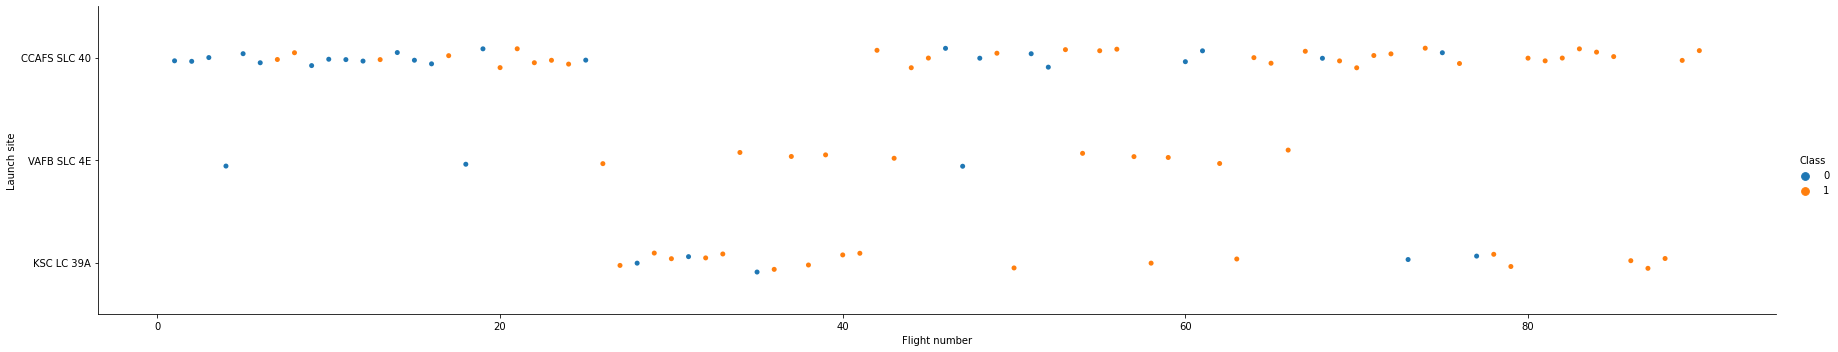 CCAFS SLC 40
VAFB SLC 4E
KSC LC 39A
Launch site
0
20
40
60
80
Flight number
Class
0
1